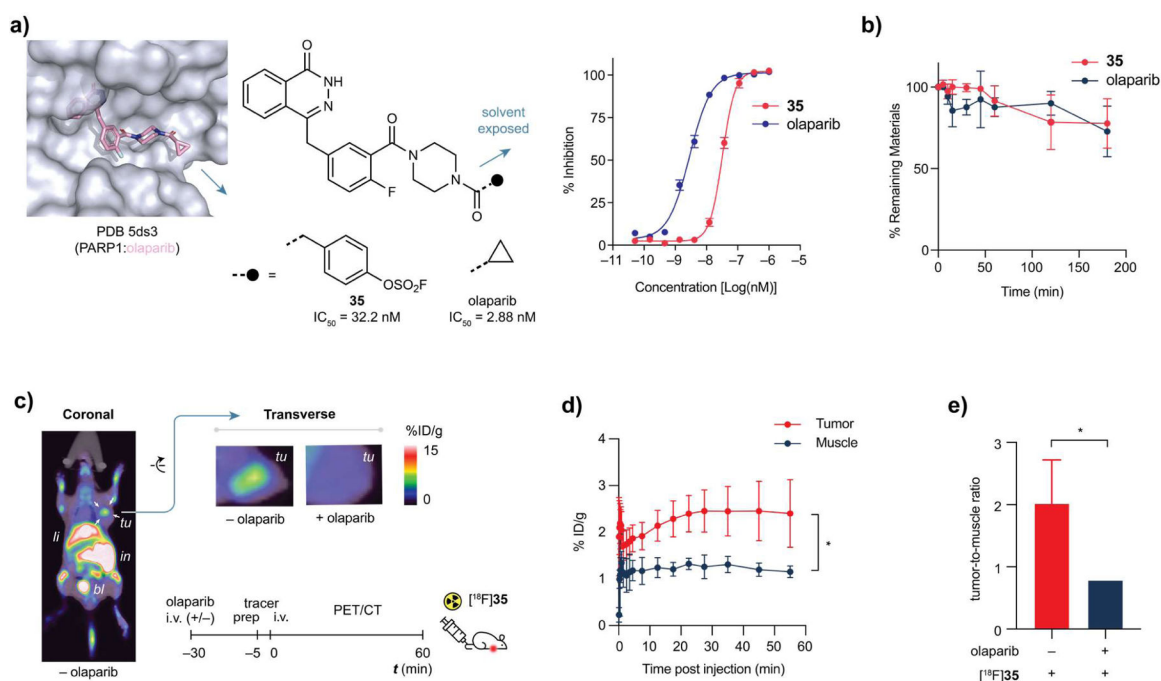 a)
PDB 5ds3
(PARP1:olaparib)
O
NH
N
O
N
F
N
O
solvent
exposed
=
OSO₂F
35
IC₅₀ = 32.2 nM
olaparib
IC₅₀ = 2.88 nM
% Inhibition
100
75
50
25
0
35
olaparib
–11 –10 –9 –8 –7 –6 –5
Concentration [Log(nM)]
b)
% Remaining Materials
100
50
0
35
olaparib
0 50 100 150 200
Time (min)
c)
Coronal
li
tu
in
bl
– olaparib
Transverse
tu
– olaparib
tu
+ olaparib
%ID/g
15
0
olaparib
i.v. (+/–)
tracer
prep i.v.
PET/CT
–30 –5 0 60
t (min)
[¹⁸F]35
d)
% ID/g
4
3
2
1
0
Tumor
Muscle
*
0 10 20 30 40 50 60
Time post injection (min)
e)
tumor-to-muscle ratio
3
2
1
0
*
olaparib – +
[¹⁸F]35 + +